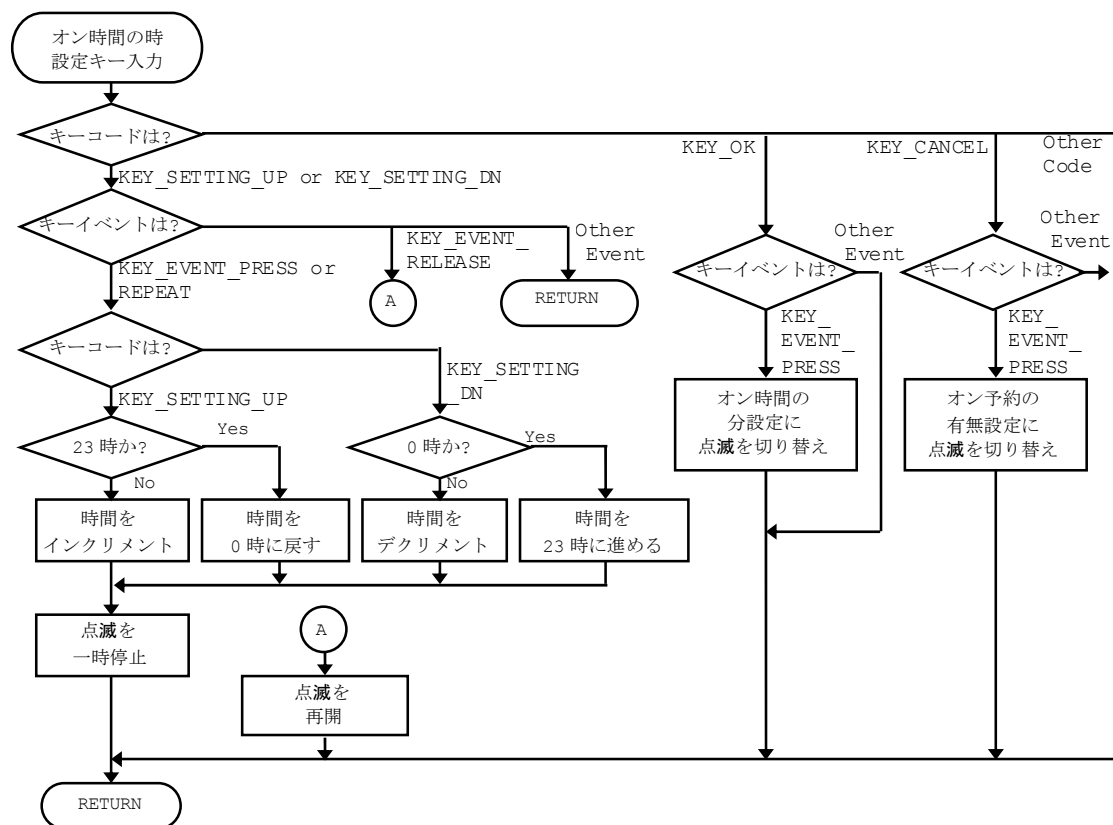 オン時間の時
設定キー入力
キーコードは?
KEY_OK
KEY_CANCEL
Other
Code
KEY_SETTING_UP or KEY_SETTING_DN
キーイベントは?
KEY_EVENT_
RELEASE
Other
Event
KEY_EVENT_PRESS or
REPEAT
A
RETURN
キーイベントは?
Other
Event
KEY_
EVENT_
PRESS
キーイベントは?
Other
Event
KEY_
EVENT_
PRESS
キーコードは?
KEY_SETTING
_DN
KEY_SETTING_UP
23 時か?
Yes
No
0 時か?
Yes
No
オン時間の
分設定に
点滅を切り替え
オン予約の
有無設定に
点滅を切り替え
時間を
インクリメント
時間を
0 時に戻す
時間を
デクリメント
時間を
23 時に進める
点滅を
一時停止
A
点滅を
再開
RETURN